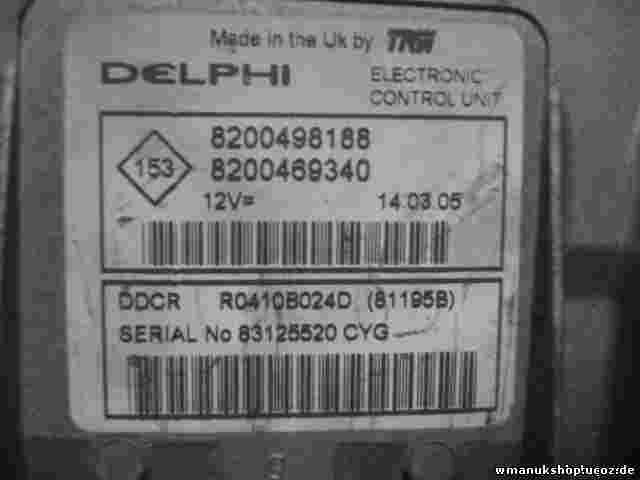 Made in the Uk by TRW
DELPHI
ELECTRONIC
CONTROL UNIT
153
8200498188
8200469340
12V= 14.03.05
DDCR R0410B024D (81195B)
SERIAL No 83125520 CYG
wmanukshop.ucoz.de